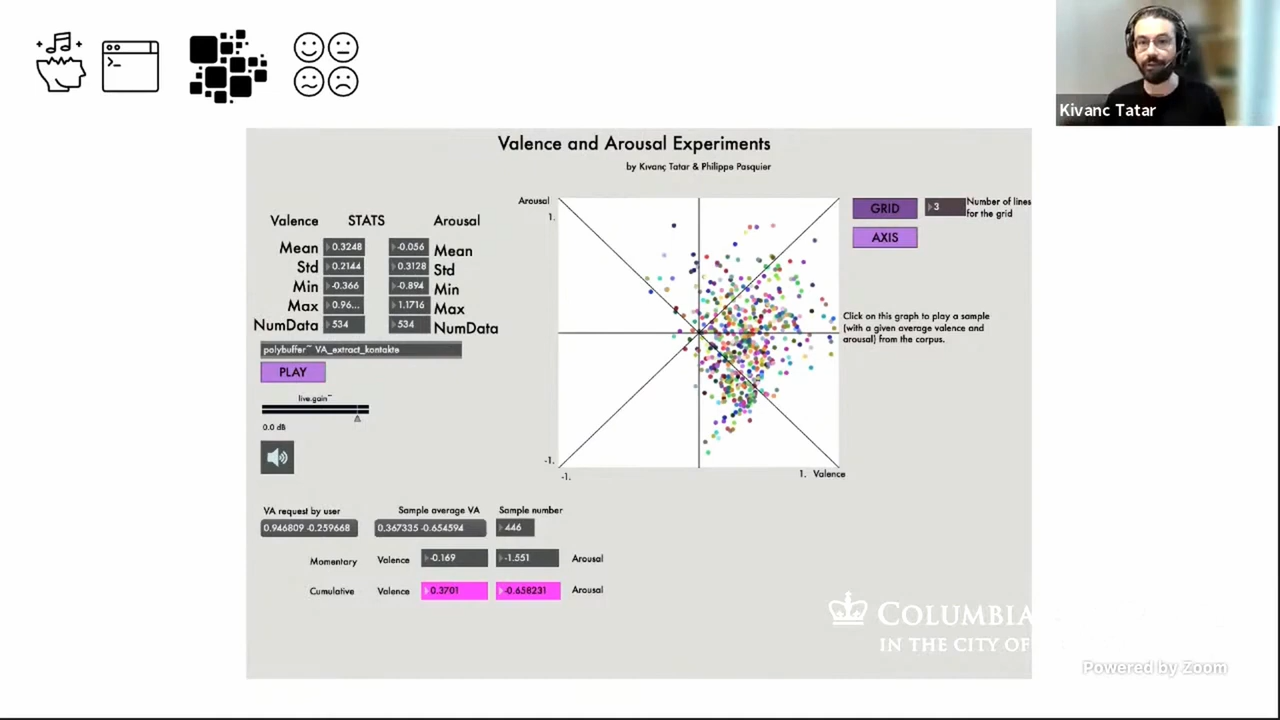 Kivanc Tatar
Valence and Arousal Experiments
by Kıvanç Tatar & Philippe Pasquier
Valence STATS Arousal
Mean 0.3248 -0.056 Mean
Std 0.2144 0.3128 Std
Min -0.366 -0.894 Min
Max 0.96... 1.1716 Max
NumData 534 534 NumData
polybuffer~ VA_extract_kontakte
PLAY
live.gain~
0.0 dB
Arousal
1.
-1.
-1.
1. Valence
GRID
3
Number of lines
for the grid
AXIS
Click on this graph to play a sample
(with a given average valence and
arousal) from the corpus.
VA request by user
0.946809 -0.259668
Sample average VA
0.367335 -0.654594
Sample number
446
Momentary Valence -0.169 -1.551 Arousal
Cumulative Valence 0.3701 -0.658231 Arousal
COLUMBIA
IN THE CITY OF
Powered by Zoom